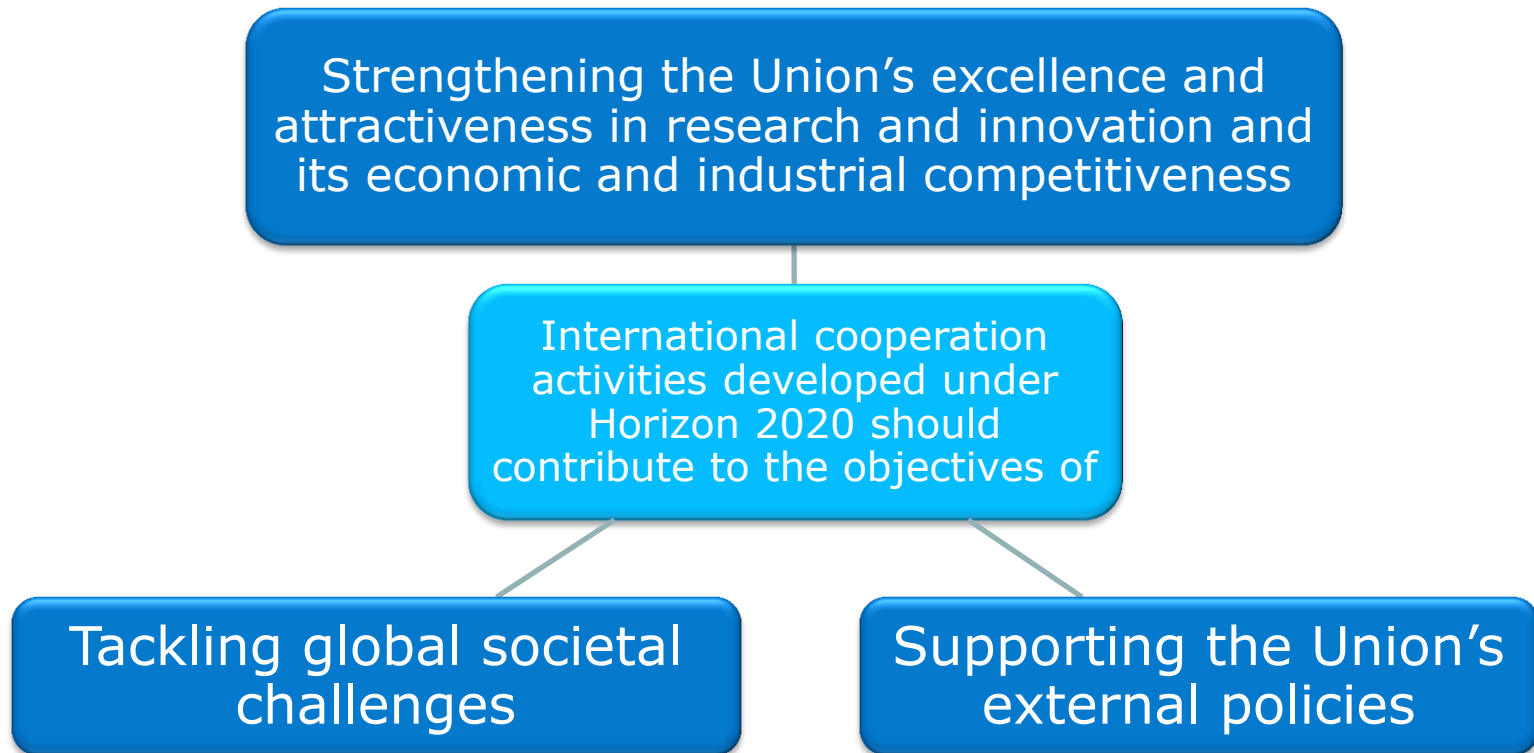 Strengthening the Union’s excellence and
attractiveness in research and innovation and
its economic and industrial competitiveness
International cooperation
activities developed under
Horizon 2020 should
contribute to the objectives of
Tackling global societal
challenges
Supporting the Union’s
external policies